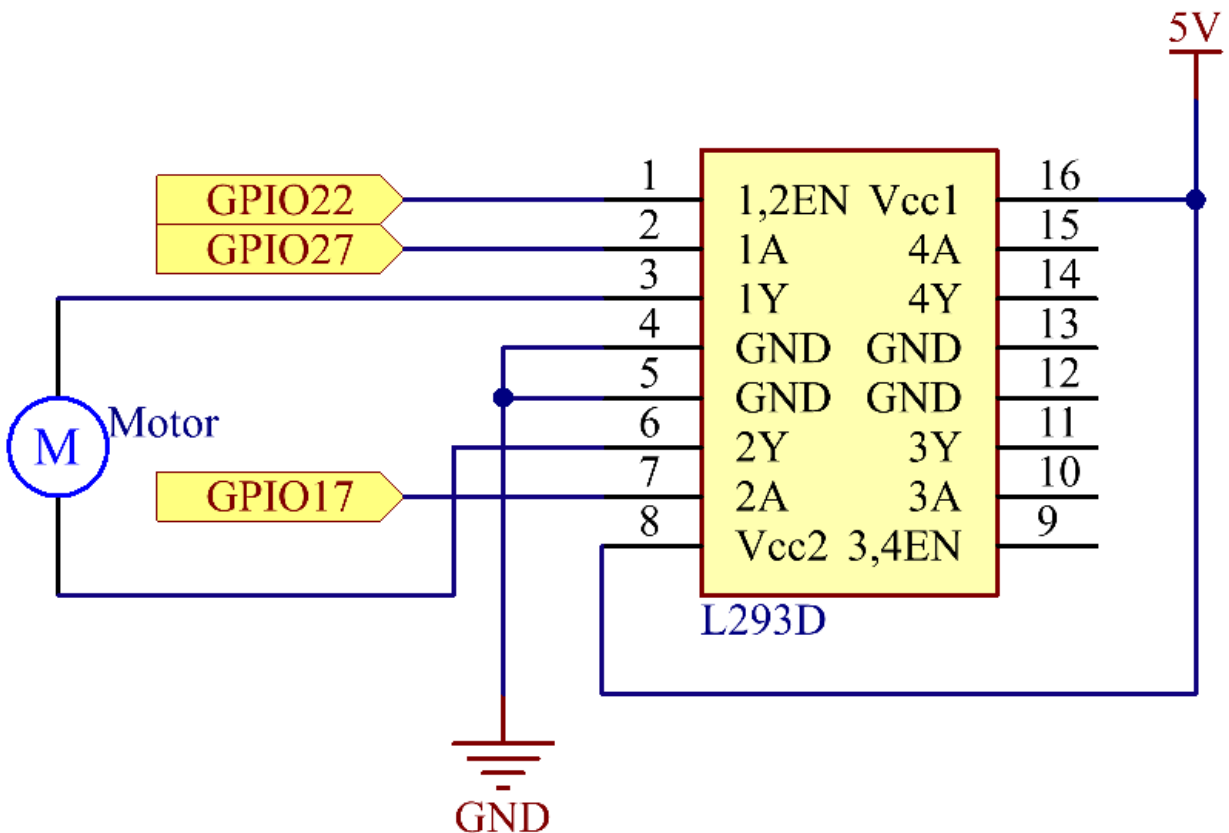 5V
1
16
GPIO22
1,2EN Vcc1
2
15
GPIO27
1A
4A
3
14
1Y
4Y
4
13
GND
GND
5
12
GND
GND
Motor
6
11
M
2Y
3Y
7
10
GPIO17
2A
3A
8
9
Vcc2 3,4EN
L293D
GND